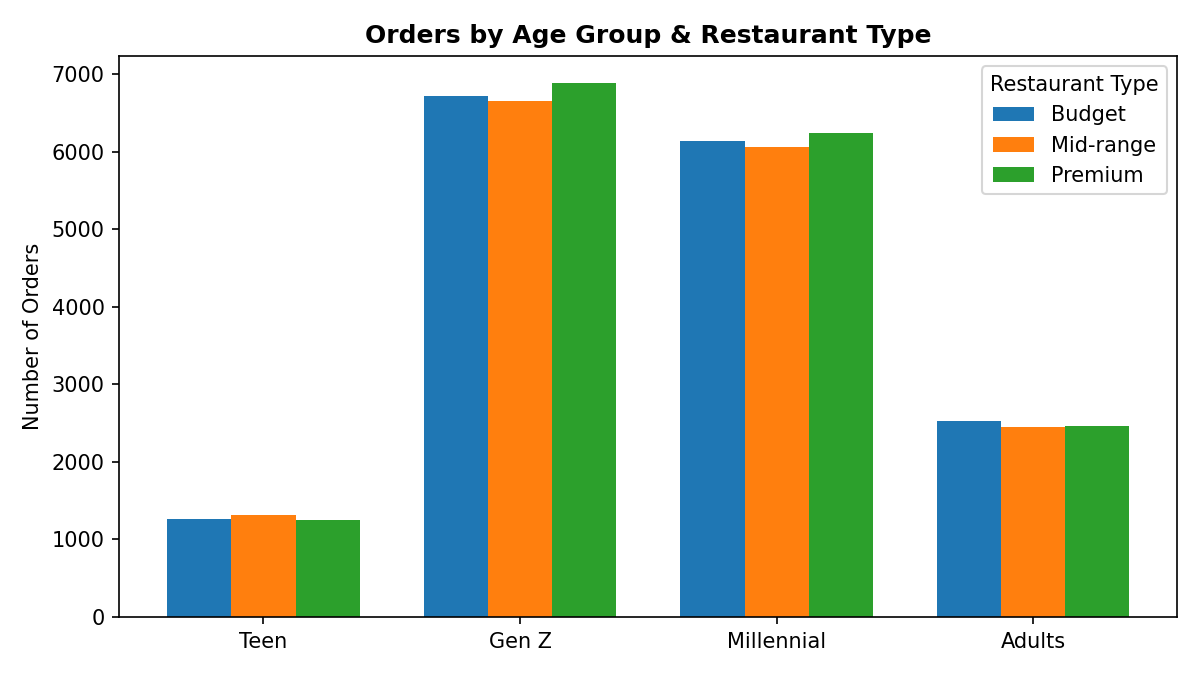 Orders by Age Group & Restaurant Type
Restaurant Type
Budget
Mid-range
Premium
Number of Orders
7000
6000
5000
4000
3000
2000
1000
0
Teen
Gen Z
Millennial
Adults